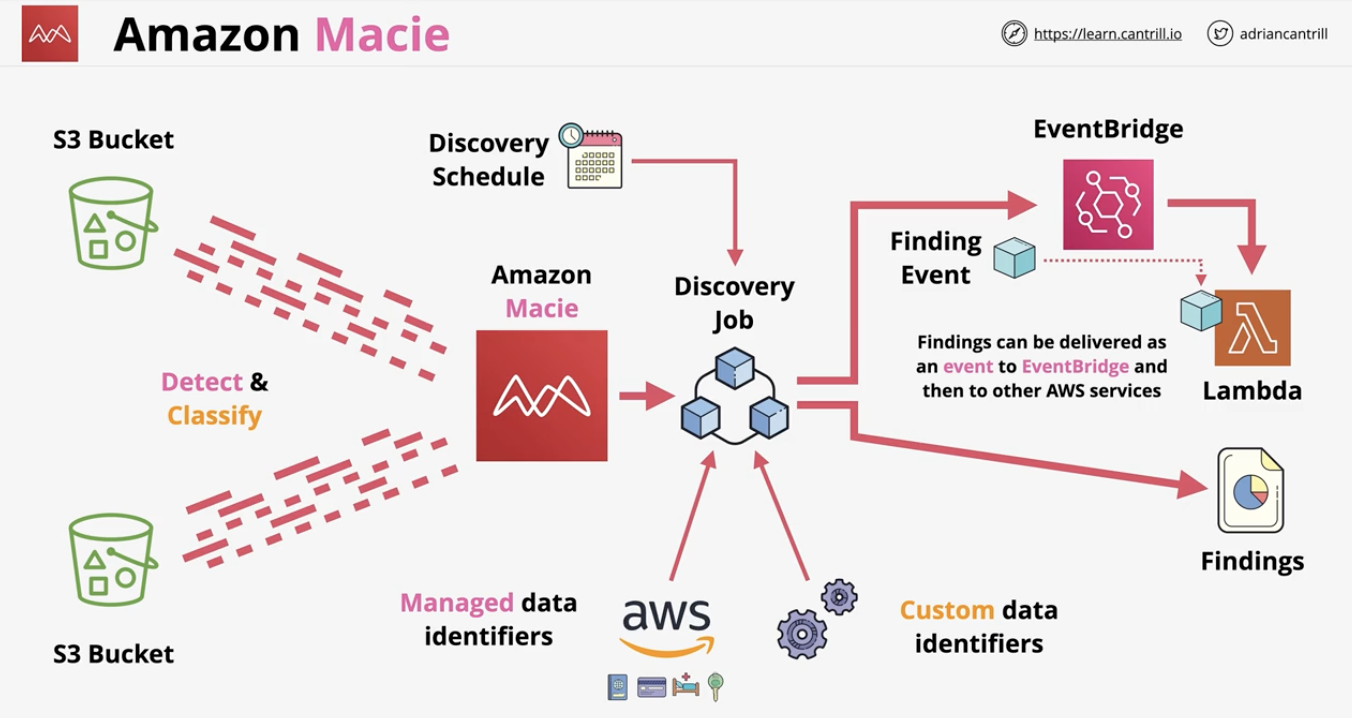 Amazon Macie
https://learn.cantrill.io
adriancantrill
S3 Bucket
Discovery
Schedule
EventBridge
Finding
Event
Amazon
Macie
Discovery
Job
Findings can be delivered as
an event to EventBridge and
then to other AWS services
Lambda
Detect &
Classify
Findings
Managed data
identifiers
aws
Custom data
identifiers
S3 Bucket